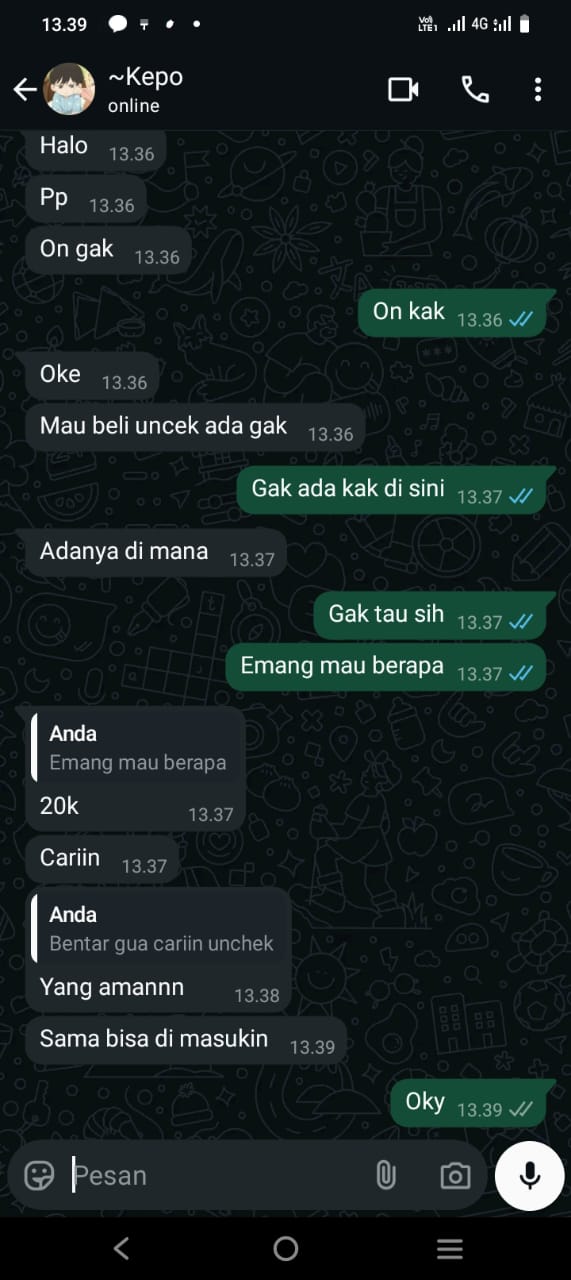 13.39
Vo) LTE1 4G
~Kepo
online
Halo 13.36
Pp 13.36
On gak 13.36
On kak 13.36
Oke 13.36
Mau beli uncek ada gak 13.36
Gak ada kak di sini 13.37
Adanya di mana 13.37
Gak tau sih 13.37
Emang mau berapa 13.37
Anda
Emang mau berapa
20k 13.37
Cariin 13.37
Anda
Bentar gua cariin unchek
Yang amannn 13.38
Sama bisa di masukin 13.39
Oky 13.39
Pesan